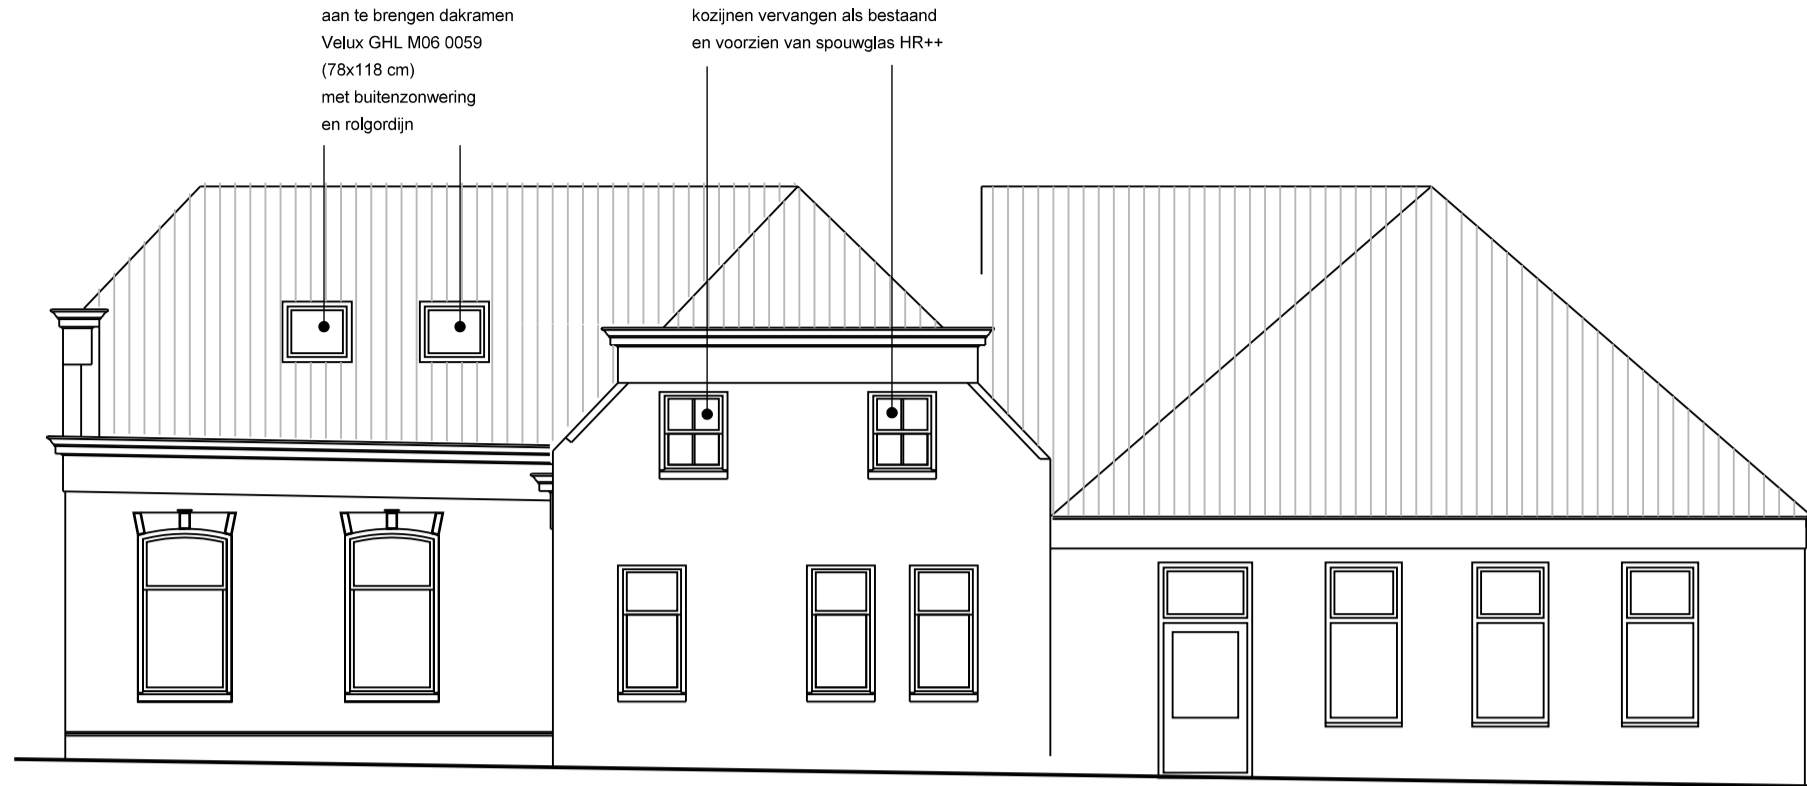 aan te brengen dakramen
Velux GHL M06 0059
(78x118 cm)
met buitenzonwering
en rolgordijn
kozijnen vervangen als bestaand
en voorzien van spouwglas HR++